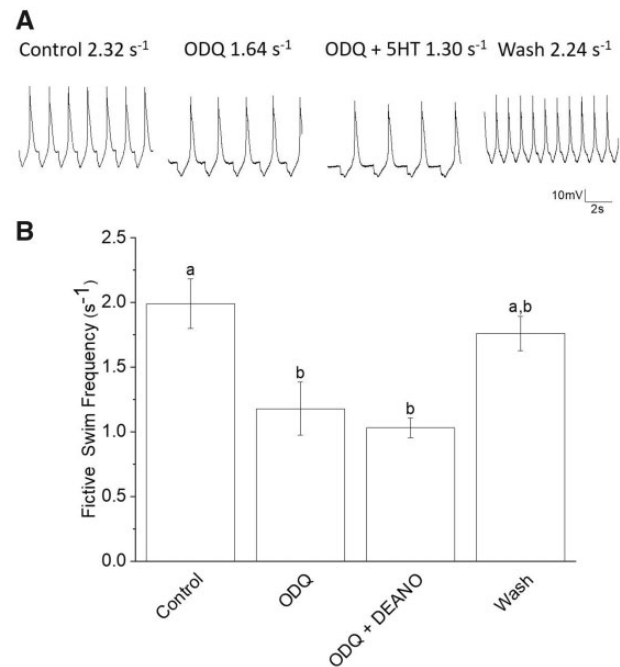 A
Control 2.32 s-1 ODQ 1.64 s-1 ODQ + 5HT 1.30 s-1 Wash 2.24 s-1
10mV
2s
B
Fictive Swim Frequency (s-1)
2.5
2.0
1.5
1.0
0.5
0.0
a
b
b
a,b
Control
ODQ
ODQ + DEANO
Wash